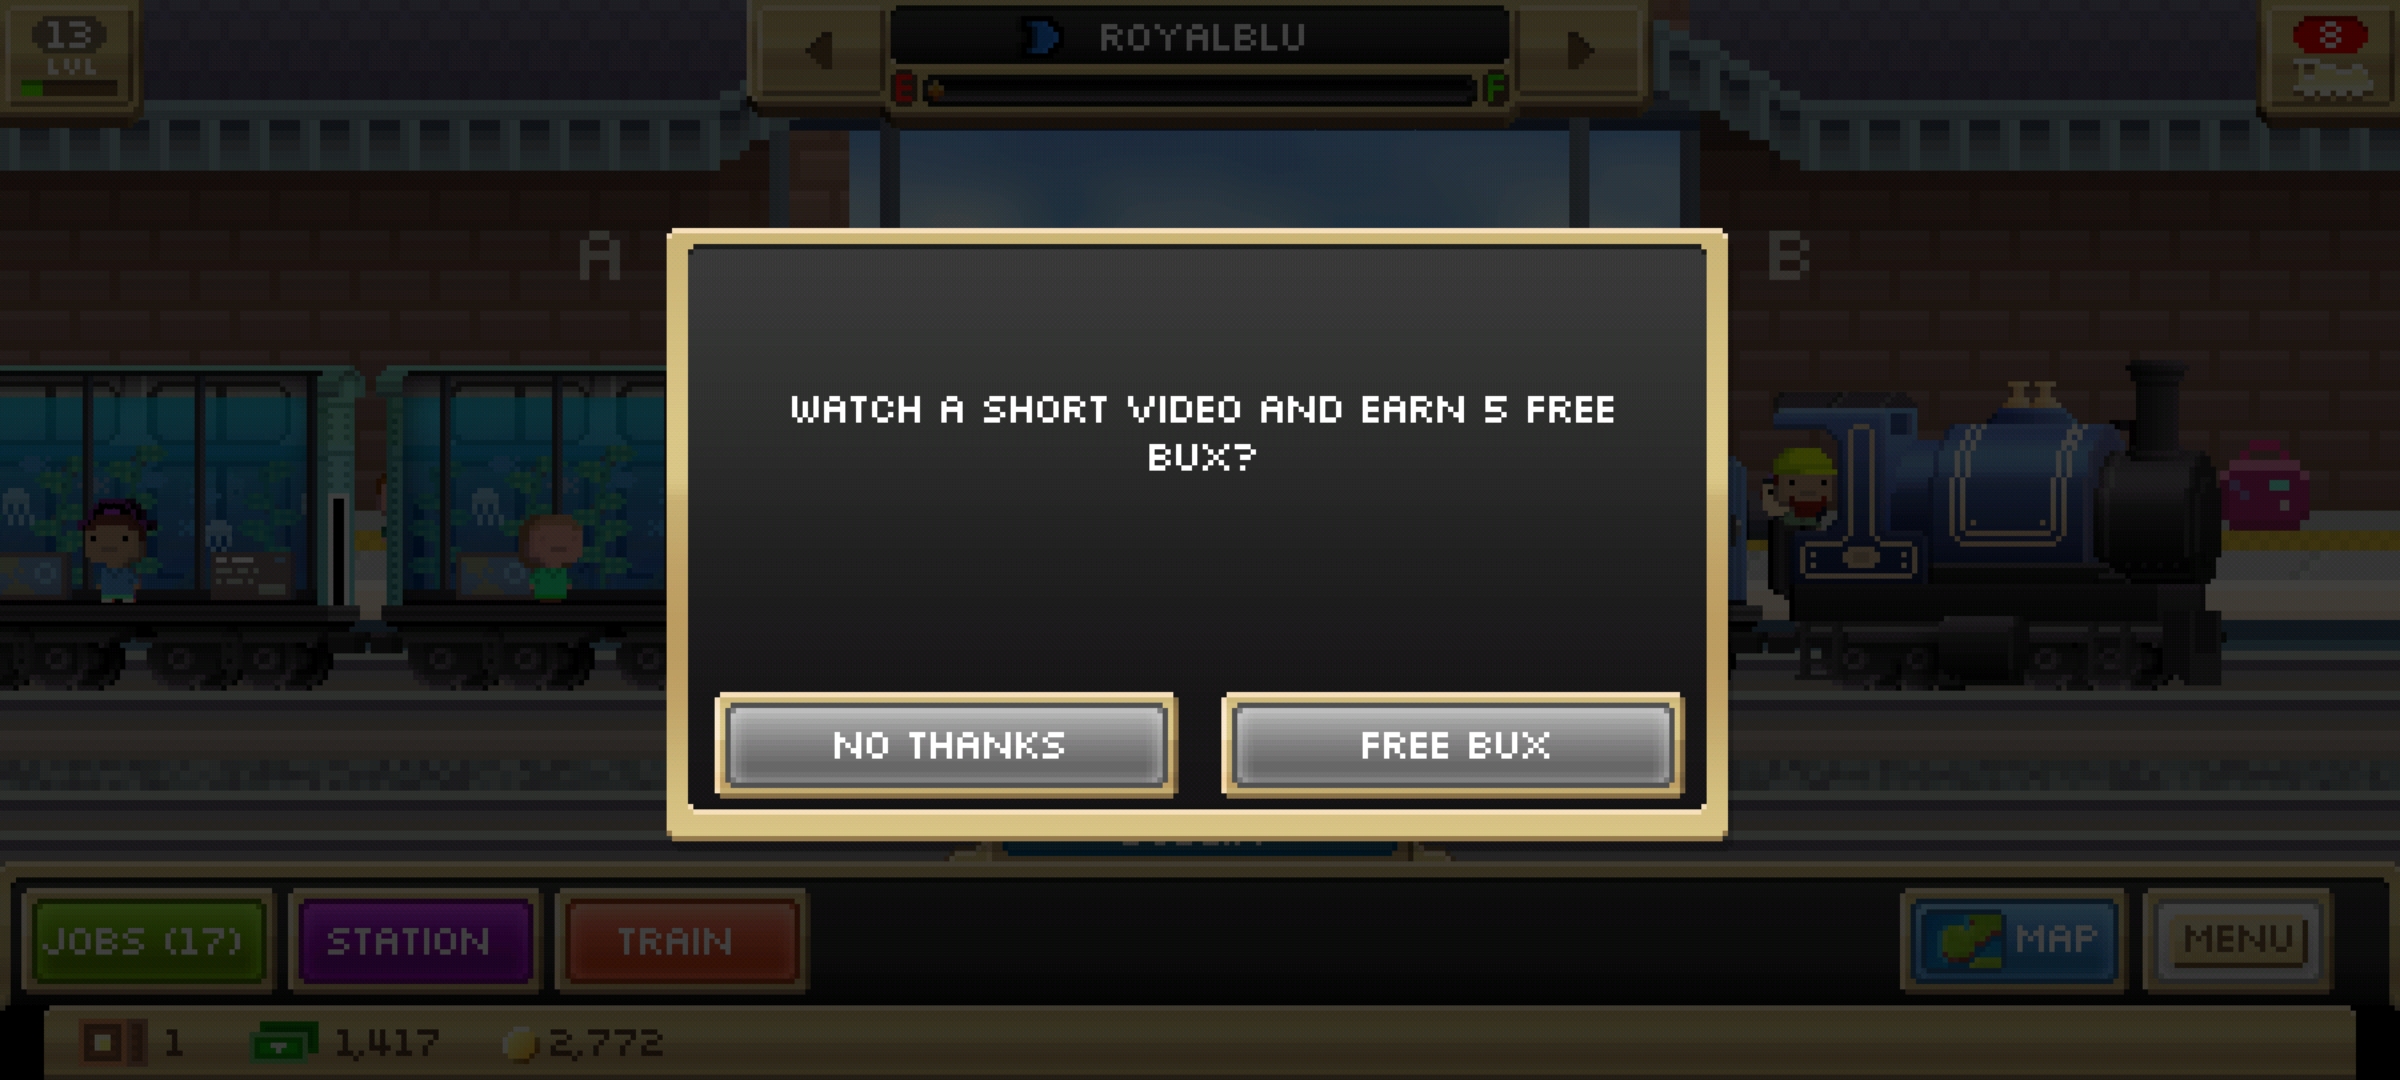 13
LVL
ROYALBLU
E F
8
A
B
WATCH A SHORT VIDEO AND EARN 5 FREE
BUX?
NO THANKS
FREE BUX
JOBS (17)
STATION
TRAIN
MAP
MENU
1
1,417
2,772